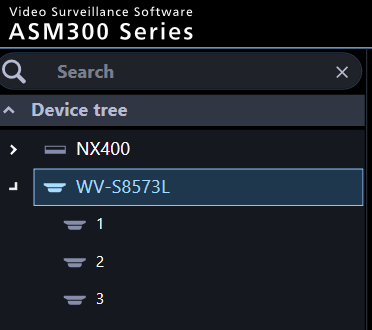 Video Surveillance Software
ASM300 Series
Search
Device tree
NX400
WV-S8573L
1
2
3